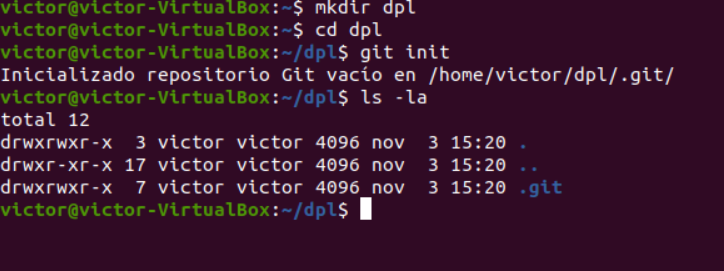 victor@victor-VirtualBox:~$ mkdir dpl
victor@victor-VirtualBox:~$ cd dpl
victor@victor-VirtualBox:~/dpl$ git init
Inicializado repositorio Git vacío en /home/victor/dpl/.git/
victor@victor-VirtualBox:~/dpl$ ls -la
total 12
drwxrwxr-x  3 victor victor 4096 nov  3 15:20 .
drwxr-xr-x 17 victor victor 4096 nov  3 15:20 ..
drwxrwxr-x  7 victor victor 4096 nov  3 15:20 .git
victor@victor-VirtualBox:~/dpl$